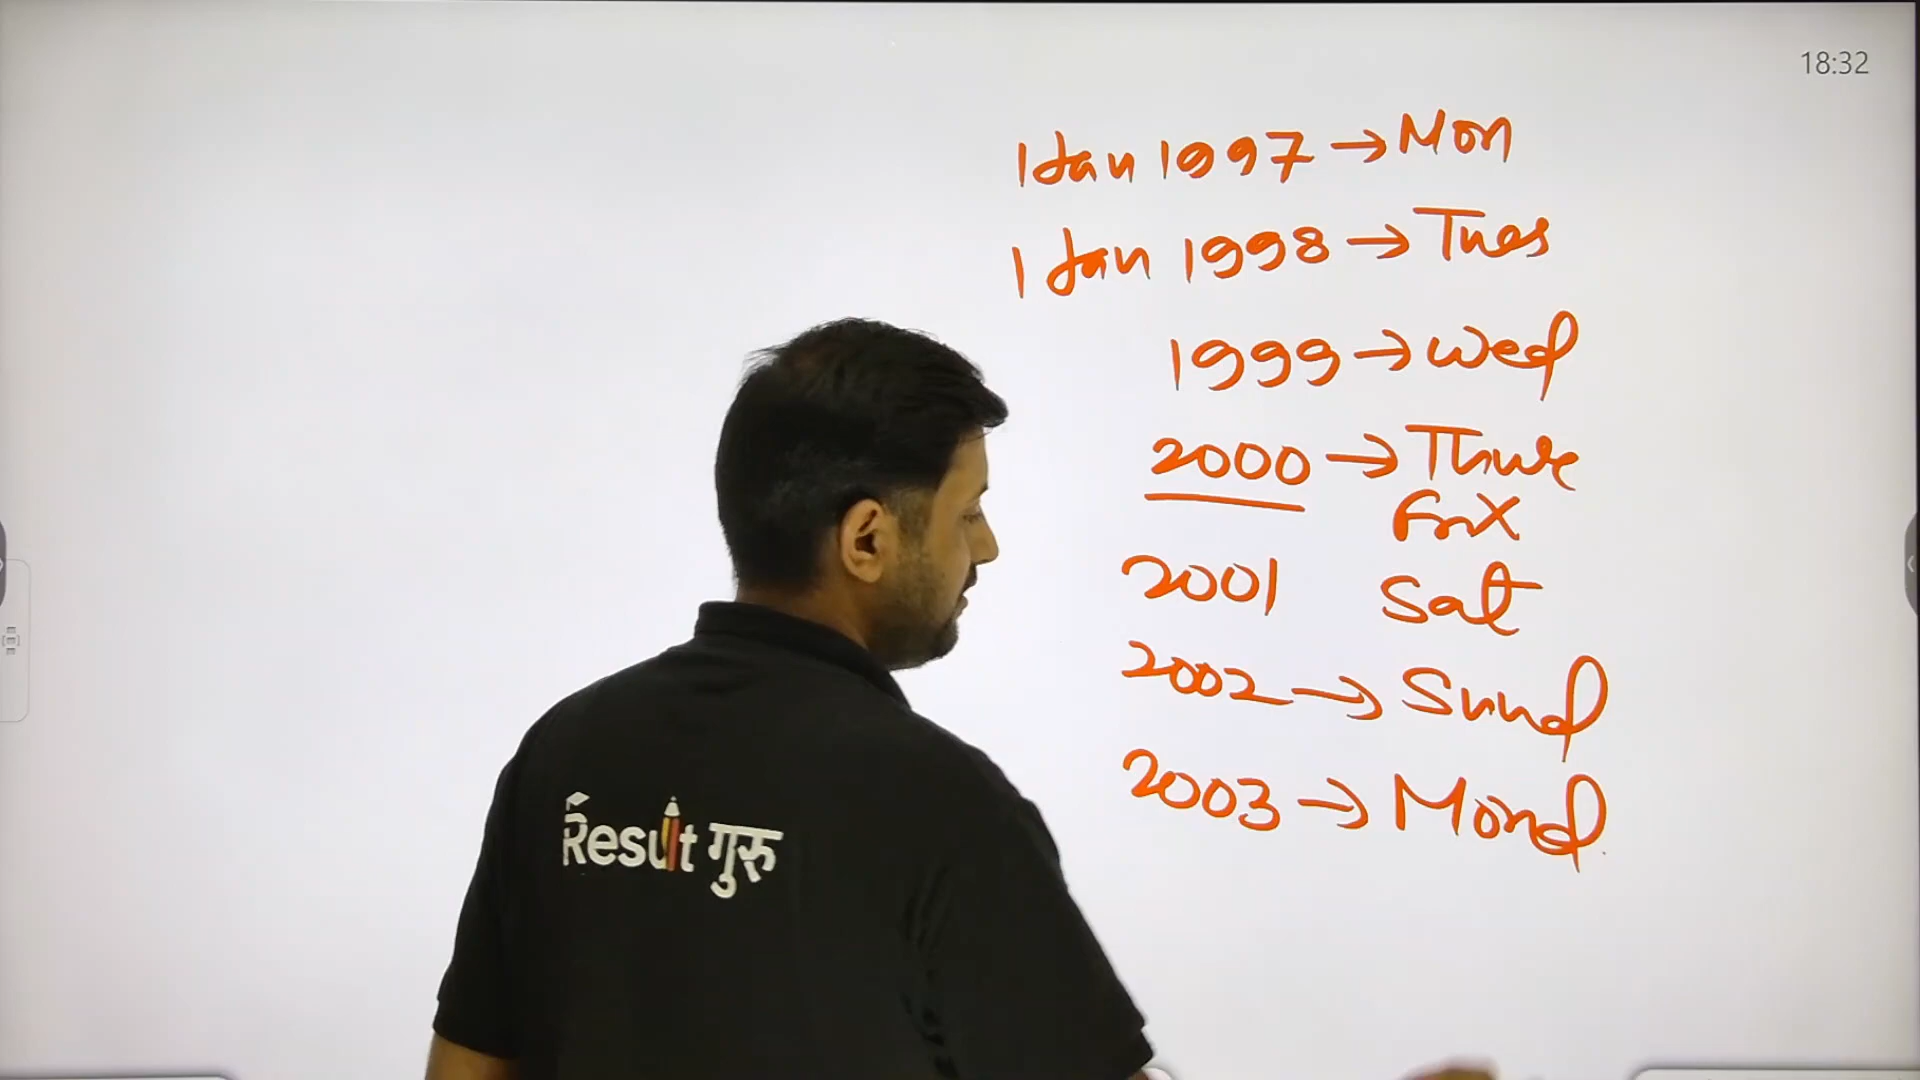 18:32
1 Jan 1997 → Mon
1 Jan 1998 → Tues
1999 → Wed
2000 → Thurs
Fri X
2001 Sat
2002 → Sund
2003 → Mond
Result गुरु